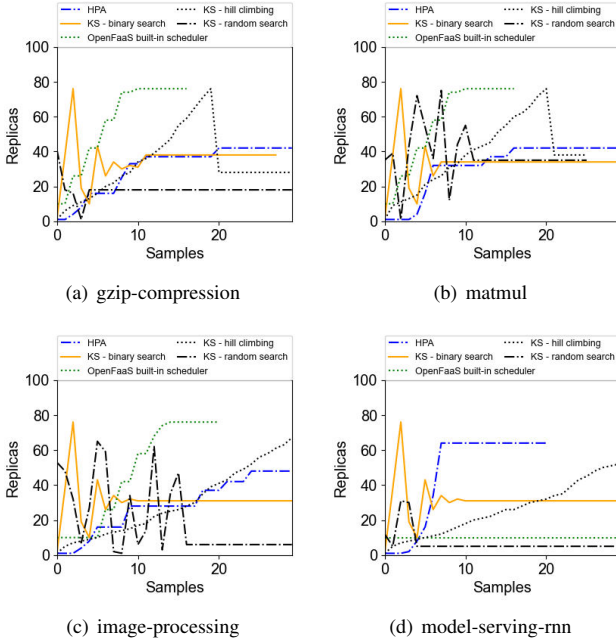 HPA KS - hill climbing HPA KS - hill climbing
KS - binary search KS - random search KS - binary search KS - random search
OpenFaaS built-in scheduler OpenFaaS built-in scheduler
100 100
80 80
60 60
Replicas Replicas
40 40
20 20
0 0
0 10 20 0 10 20
Samples Samples
(a) gzip-compression (b) matmul
HPA KS - hill climbing HPA KS - hill climbing
KS - binary search KS - random search KS - binary search KS - random search
OpenFaaS built-in scheduler OpenFaaS built-in scheduler
100 100
80 80
60 60
Replicas Replicas
40 40
20 20
0 0
0 10 20 0 10 20
Samples Samples
(c) image-processing (d) model-serving-rnn